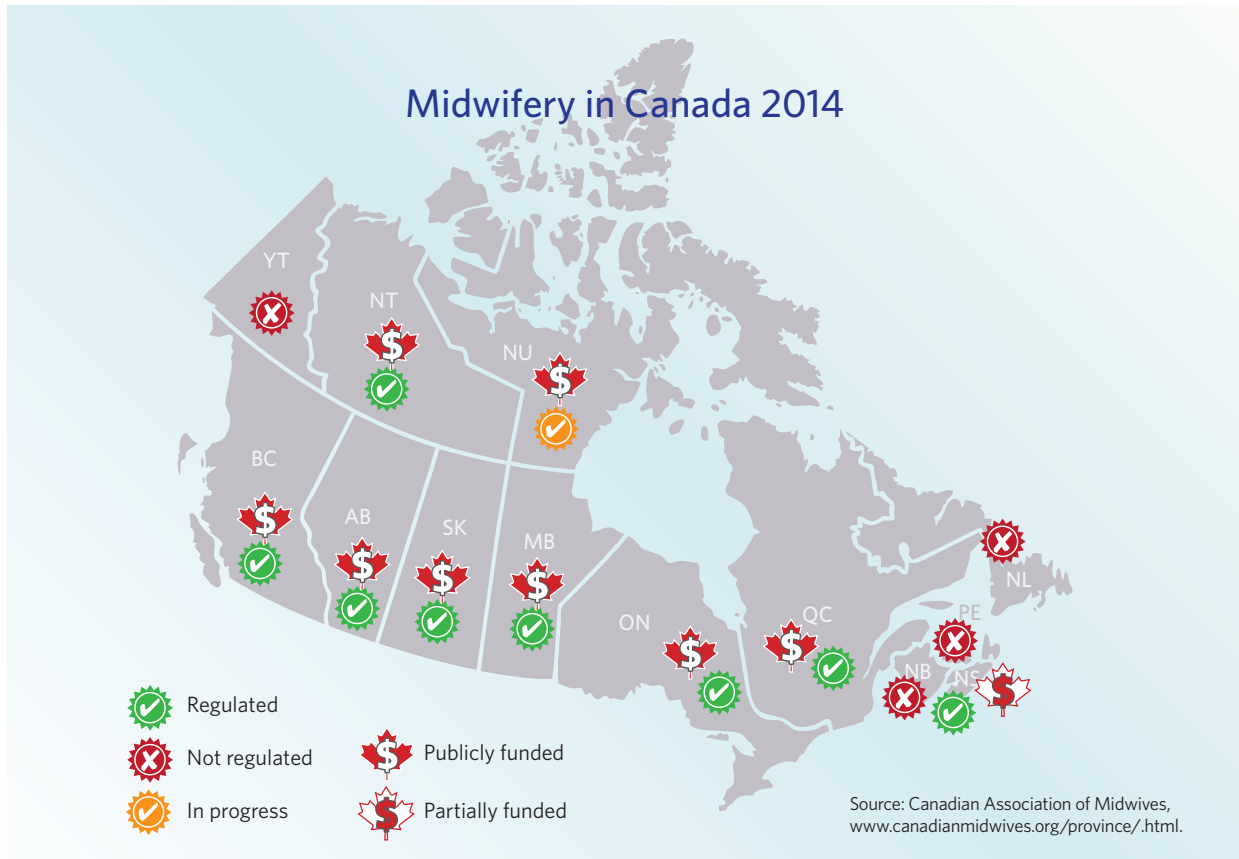 Midwifery in Canada 2014
YT
NT
NU
BC
AB
SK
MB
ON
QC
NL
PE
NB
NS
$
$
$
$
$
$
$
$
$
$
Regulated
Not regulated
In progress
$ Publicly funded
$ Partially funded
Source: Canadian Association of Midwives,
www.canadianmidwives.org/province/.html.